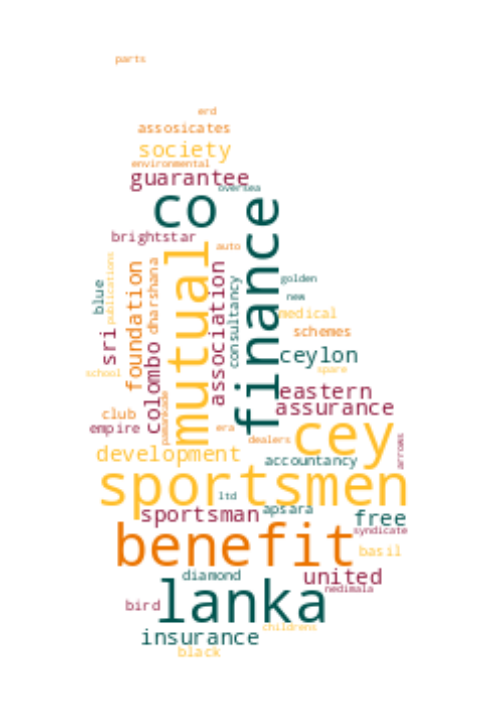 parts
erd
assosicates
society
environmental
guarantee
oversea
co
finance
brightstar
auto
mutual
blue
publications
foundation
dharshana
association
consultancy
golden
new
medical
schemes
sri
colombo
ceylon
school
spare
eastern
assurance
club
empire
era
dealers
cey
arrows
development
accountancy
sportsmen
ltd
sportsman
apsara
free
syndicate
benefit
basil
diamond
united
nedimala
bird
lanka
childrens
insurance
black